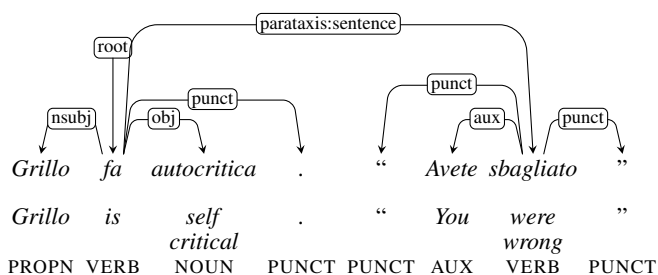 parataxis:sentence
root
punct
punct
nsubj
obj
aux
punct
Grillo fa autocritica . “ Avete sbagliato ”
Grillo is self . “ You were ”
critical wrong
PROPN VERB NOUN PUNCT PUNCT AUX VERB PUNCT